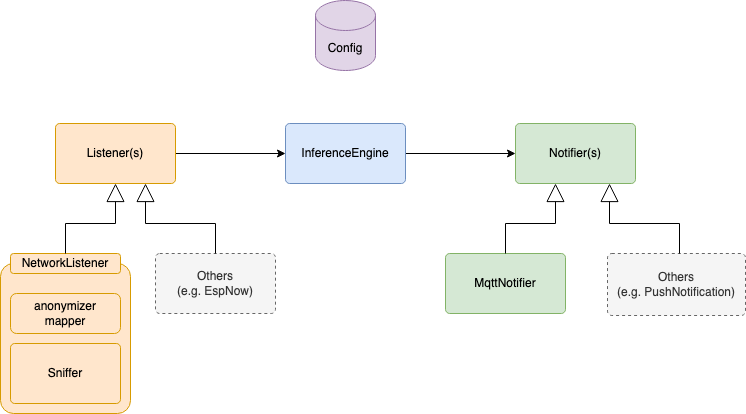 Config
Listener(s)
InferenceEngine
Notifier(s)
NetworkListener
anonymizer
mapper
Sniffer
Others
(e.g. EspNow)
MqttNotifier
Others
(e.g. PushNotification)